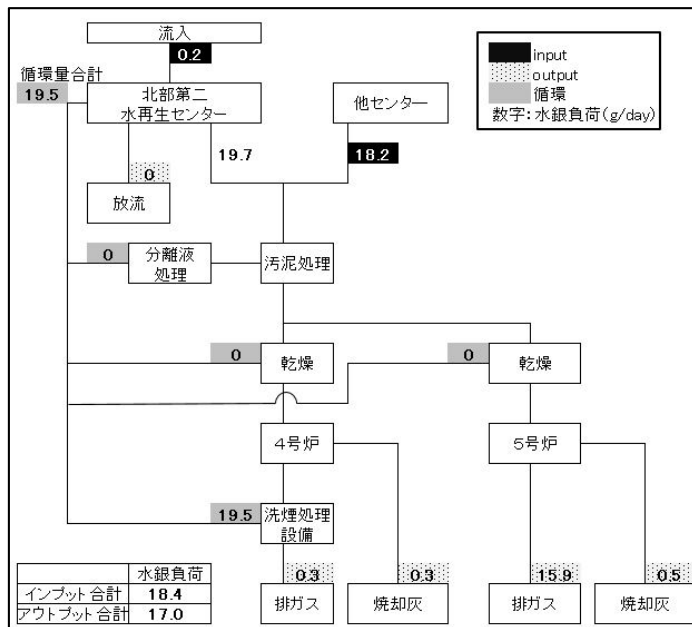 流入
0.2
input
output
循環
数字：水銀負荷(g/day)
循環量合計
19.5
北部第二
水再生センター
他センター
19.7
18.2
0
放流
0
分離液
処理
汚泥処理
0
乾燥
0
乾燥
4号炉
5号炉
19.5
洗煙処理
設備
0.3
0.3
15.9
0.5
排ガス
焼却灰
排ガス
焼却灰
水銀負荷
インプット合計 18.4
アウトプット合計 17.0